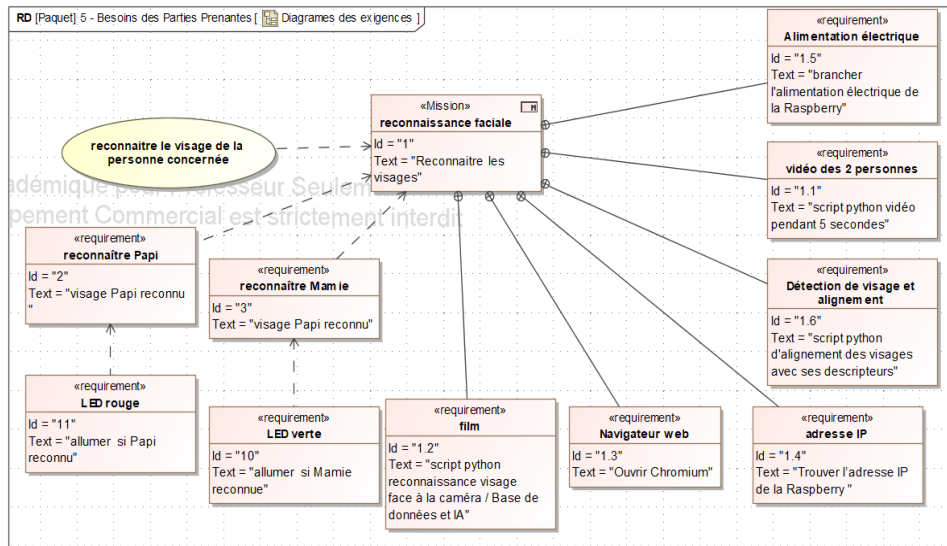 RD [Paquet] 5 - Besoins des Parties Prenantes [ Diagrames des exigences ]
«requirement»
Alimentation électrique
Id = "1.5"
Text = "brancher
l'alimentation électrique de
la Raspberry"
«Mission»
reconnaissance faciale
Id = "1"
Text = "Reconnaitre les
visages"
reconnaitre le visage de la
personne concernée
«requirement»
vidéo des 2 personnes
Id = "1.1"
Text = "script python vidéo
pendant 5 secondes"
Seulem
pement Commercial est strictement interdit
«requirement»
reconnaître Papi
Id = "2"
Text = "visage Papi reconnu
"
«requirement»
reconnaître Mamie
Id = "3"
Text = "visage Papi reconnu"
«requirement»
Détection de visage et
alignement
Id = "1.6"
Text = "script python
d'alignement des visages
avec ses descripteurs"
«requirement»
LED rouge
Id = "11"
Text = "allumer si Papi
reconnu"
«requirement»
LED verte
Id = "10"
Text = "allumer si Mamie
reconnue"
«requirement»
film
Id = "1.2"
Text = "script python
reconnaissance visage
face à la caméra / Base de
données et IA"
«requirement»
Navigateur web
Id = "1.3"
Text = "Ouvrir Chromium"
«requirement»
adresse IP
Id = "1.4"
Text = "Trouver l'adresse IP
de la Raspberry "